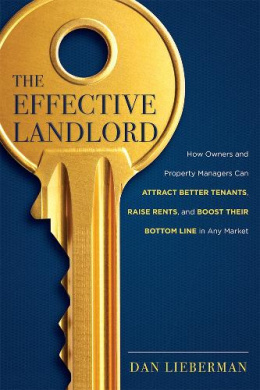 THE
EFFECTIVE
LANDLORD
How Owners and
Property Managers Can
ATTRACT BETTER TENANTS,
RAISE RENTS, and BOOST THEIR
BOTTOM LINE in Any Market
DAN LIEBERMAN